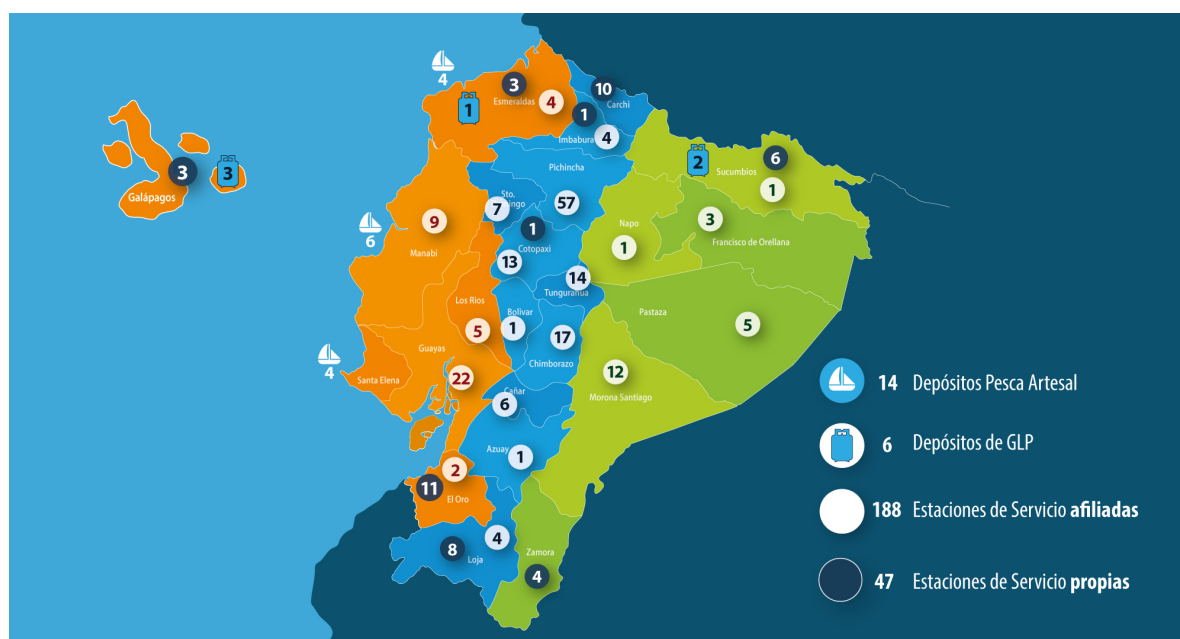 4
3
Esmeraldas
4
1
10
Carchi
1
Imbabura
4
3
3
Galápagos
Pichincha
57
Sto.
7
2
6
Sucumbios
1
9
Manabi
6
1
Cotopaxi
13
3
Francisco de Orellana
Napo
1
14
Tungurahua
Los Rios
5
Bolivar
1
17
Chimborazo
Pastaza
5
4
Santa Elena
Guayas
22
Cañar
6
12
Morona Santiago
Azuay
1
2
11
El Oro
8
Loja
4
Zamora
4
14 Depósitos Pesca Artesal
6 Depósitos de GLP
188 Estaciones de Servicio afiliadas
47 Estaciones de Servicio propias